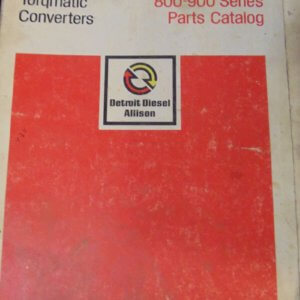 Torqmatic
Converters
800-900 Series
Parts Catalog
Detroit Diesel
Allison